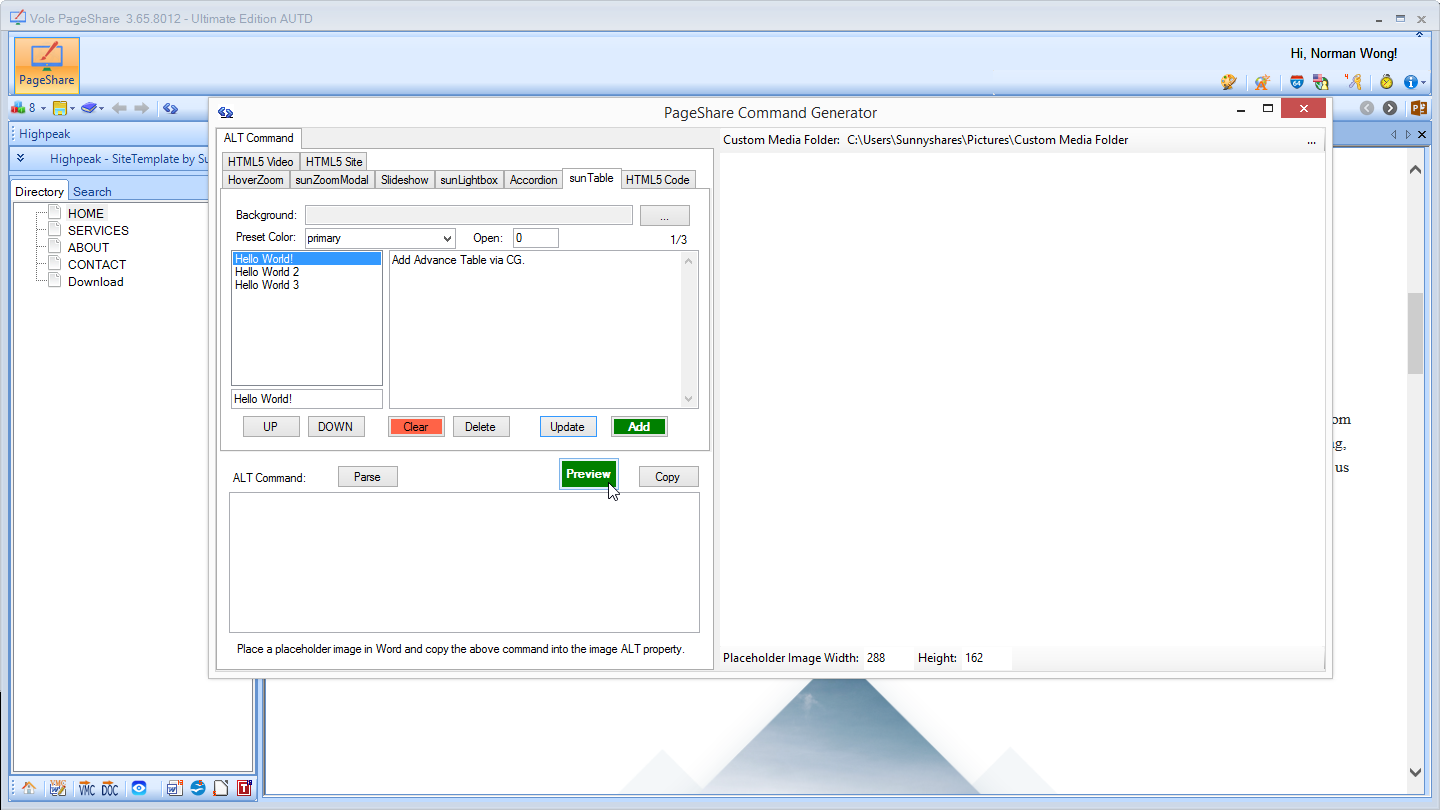 Vole PageShare 3.65.8012 - Ultimate Edition AUTD
Hi, Norman Wong!
PageShare
8
Highpeak
Highpeak - SiteTemplate by Su
Directory Search
HOME
SERVICES
ABOUT
CONTACT
Download
VMC DOC
PageShare Command Generator
ALT Command
HTML5 Video HTML5 Site
HoverZoom sunZoomModal Slideshow sunLightbox Accordion sunTable HTML5 Code
Background: ...
Preset Color: primary Open: 0 1/3
Hello World!
Hello World 2
Hello World 3
Add Advance Table via CG.
Hello World!
UP DOWN Clear Delete Update Add
ALT Command: Parse Preview Copy
Place a placeholder image in Word and copy the above command into the image ALT property.
Custom Media Folder: C:\Users\Sunnyshares\Pictures\Custom Media Folder ...
Placeholder Image Width: 288 Height: 162
om
g,
us